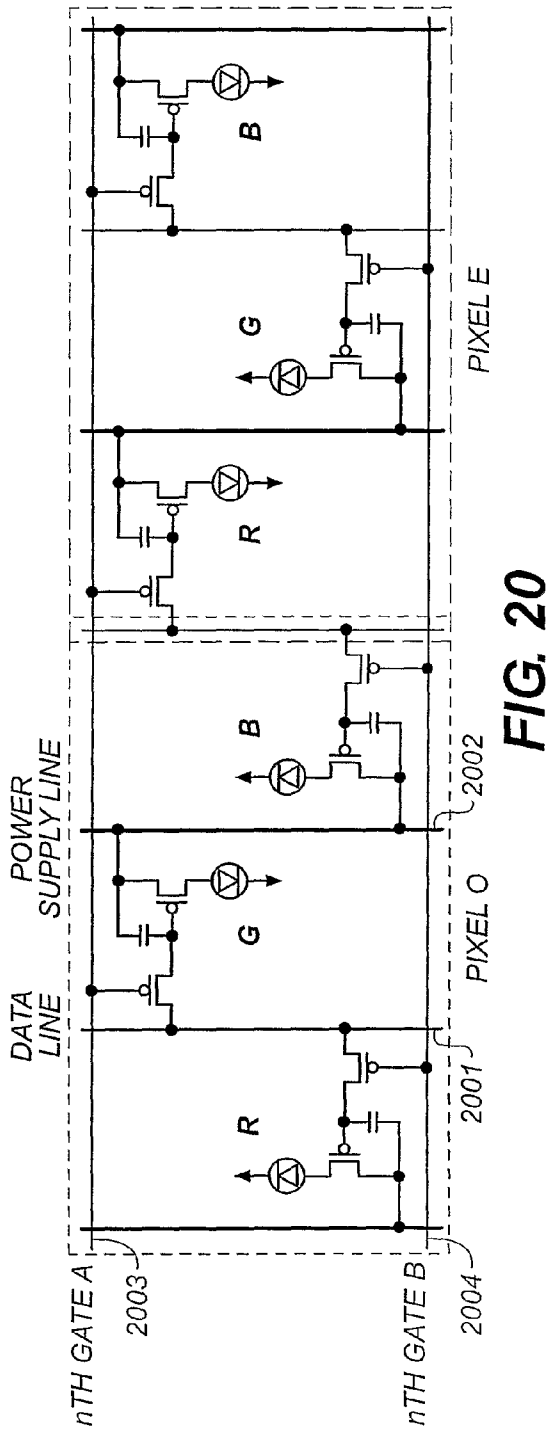 DATA
LINE
POWER
SUPPLY LINE
nTH GATE A
2003
R
G
B
R
G
B
nTH GATE B
2004
2001
2002
PIXEL O
PIXEL E
FIG. 20